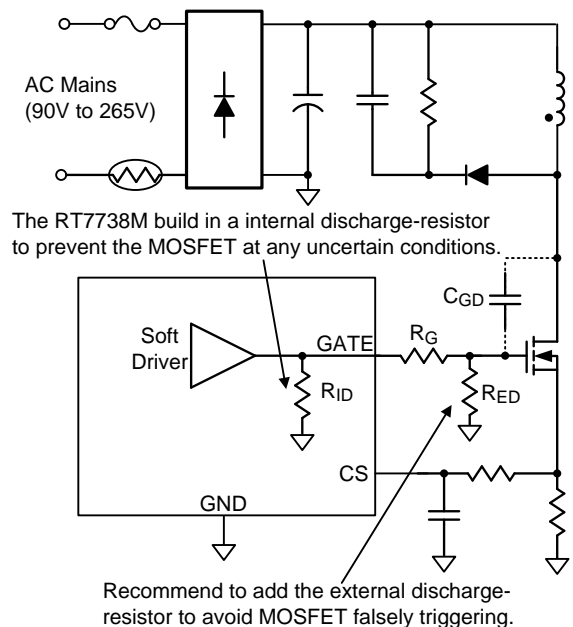 AC Mains
(90V to 265V)
The RT7738M build in a internal discharge-resistor
to prevent the MOSFET at any uncertain conditions.
CGD
Soft
Driver
GATE
RG
RID
RED
CS
GND
Recommend to add the external discharge-
resistor to avoid MOSFET falsely triggering.